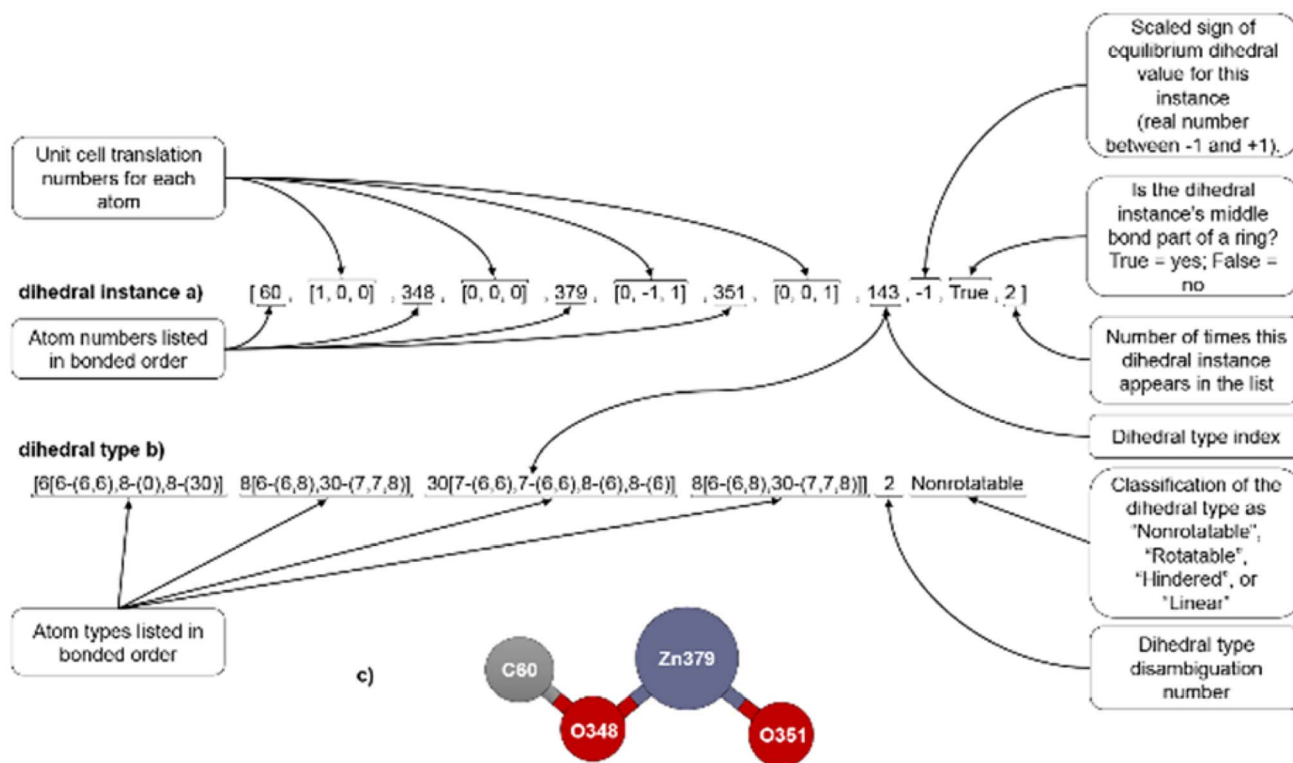 Scaled sign of
equilibrium dihedral
value for this
instance
(real number
between -1 and +1).
Unit cell translation
numbers for each
atom
Is the dihedral
instance's middle
bond part of a ring?
True = yes; False =
no
dihedral instance a) [ 60 , [1, 0, 0] , 348 , [0, 0, 0] , 379 , [0, -1, 1] , 351 , [0, 0, 1] , 143 , -1 , True , 2 ]
Atom numbers listed
in bonded order
Number of times this
dihedral instance
appears in the list
Dihedral type index
dihedral type b)
[6[6-(6,6),8-(0),8-(30)] 8[6-(6,8),30-(7,7,8)] 30[7-(6,6),7-(6,6),8-(6),8-(6)] 8[6-(6,8),30-(7,7,8)]] 2 Nonrotatable
Classification of the
dihedral type as
"Nonrotatable",
"Rotatable",
"Hindered", or
"Linear"
Atom types listed in
bonded order
Dihedral type
disambiguation
number
c)
C60
Zn379
O348
O351